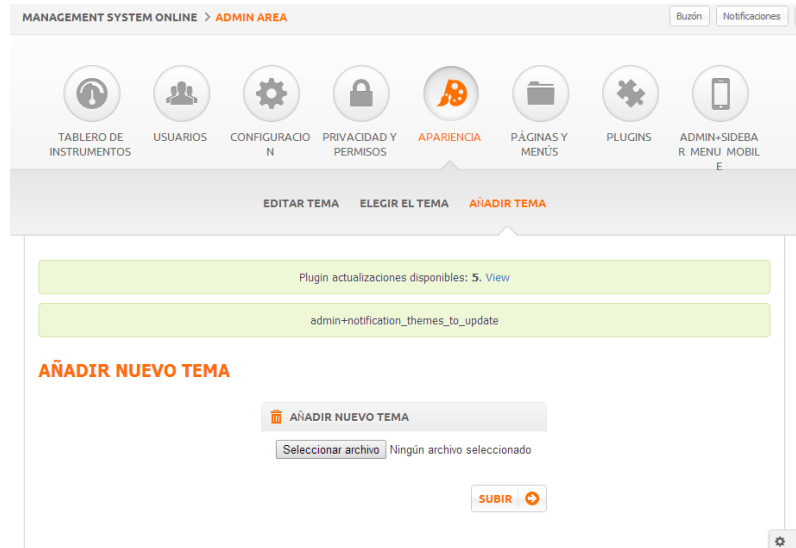 MANAGEMENT SYSTEM ONLINE > ADMIN AREA
Buzón
Notificaciones
TABLERO DE
INSTRUMENTOS
USUARIOS
CONFIGURACIO
N
PRIVACIDAD Y
PERMISOS
APARIENCIA
PÁGINAS Y
MENÚS
PLUGINS
ADMIN+SIDEBA
R MENU MOBIL
E
EDITAR TEMA
ELEGIR EL TEMA
AÑADIR TEMA
Plugin actualizaciones disponibles: 5. View
admin+notification_themes_to_update
AÑADIR NUEVO TEMA
AÑADIR NUEVO TEMA
Seleccionar archivo Ningún archivo seleccionado
SUBIR